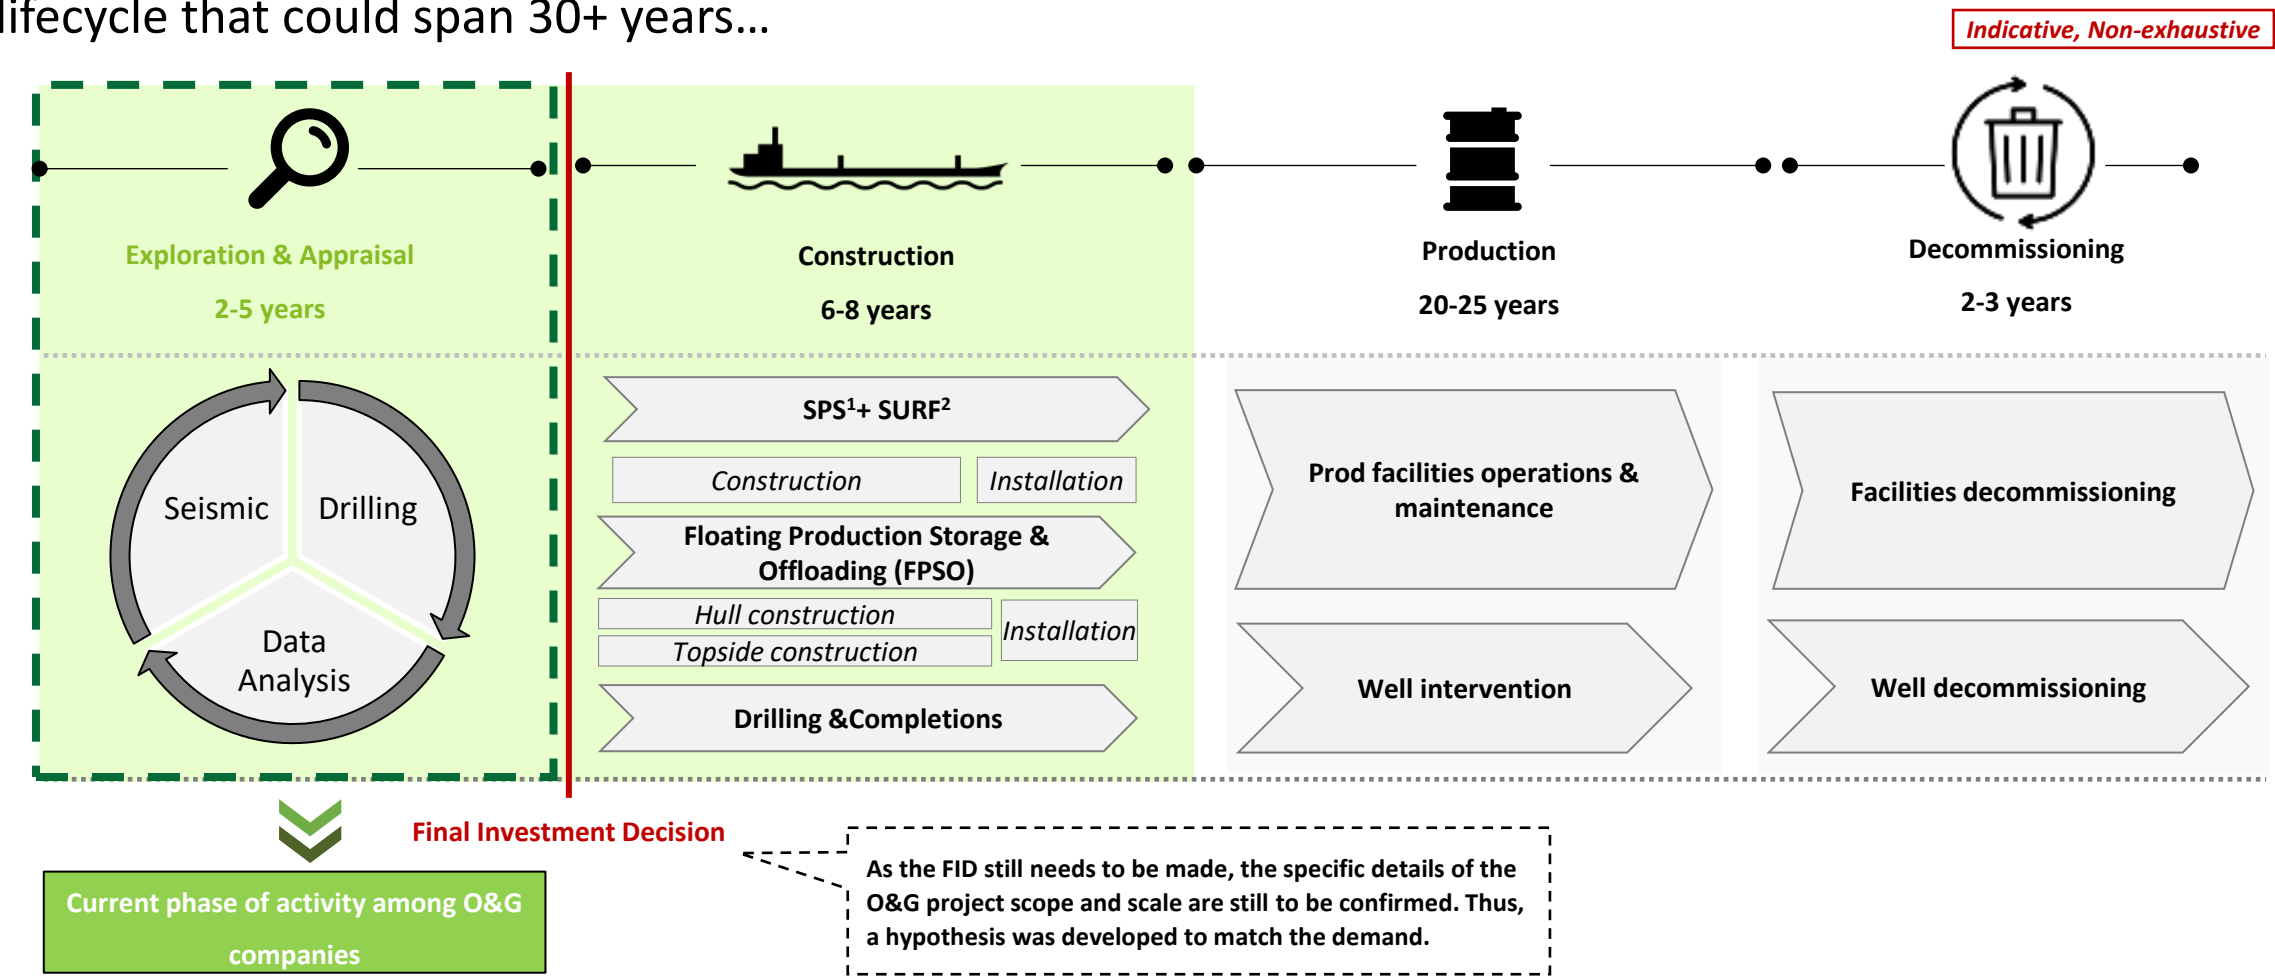 lifecycle that could span 30+ years…
Indicative, Non-exhaustive
Exploration & Appraisal
2-5 years
Construction
6-8 years
Production
20-25 years
Decommissioning
2-3 years
Seismic
Drilling
Data
Analysis
SPS¹+ SURF²
Construction
Installation
Floating Production Storage &
Offloading (FPSO)
Hull construction
Topside construction
Installation
Drilling &Completions
Prod facilities operations &
maintenance
Well intervention
Facilities decommissioning
Well decommissioning
Final Investment Decision
Current phase of activity among O&G
companies
As the FID still needs to be made, the specific details of the
O&G project scope and scale are still to be confirmed. Thus,
a hypothesis was developed to match the demand.